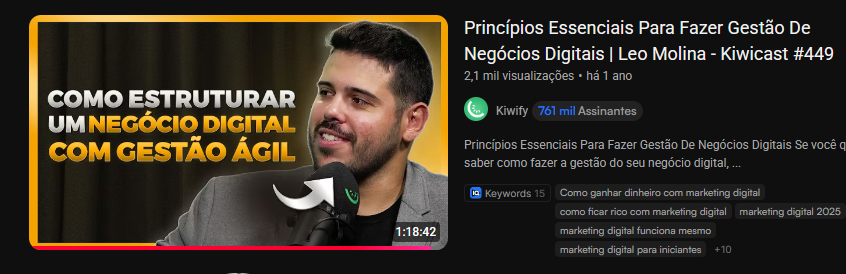 COMO ESTRUTURAR
UM NEGÓCIO DIGITAL
COM GESTÃO ÁGIL
1:18:42
Princípios Essenciais Para Fazer Gestão De
Negócios Digitais | Leo Molina - Kiwicast #449
2,1 mil visualizações • há 1 ano
Kiwify 761 mil Assinantes
Princípios Essenciais Para Fazer Gestão De Negócios Digitais Se você q
saber como fazer a gestão do seu negócio digital, ...
iQ Keywords 15
Como ganhar dinheiro com marketing digital
como ficar rico com marketing digital marketing digital 2025
marketing digital funciona mesmo
marketing digital para iniciantes +10